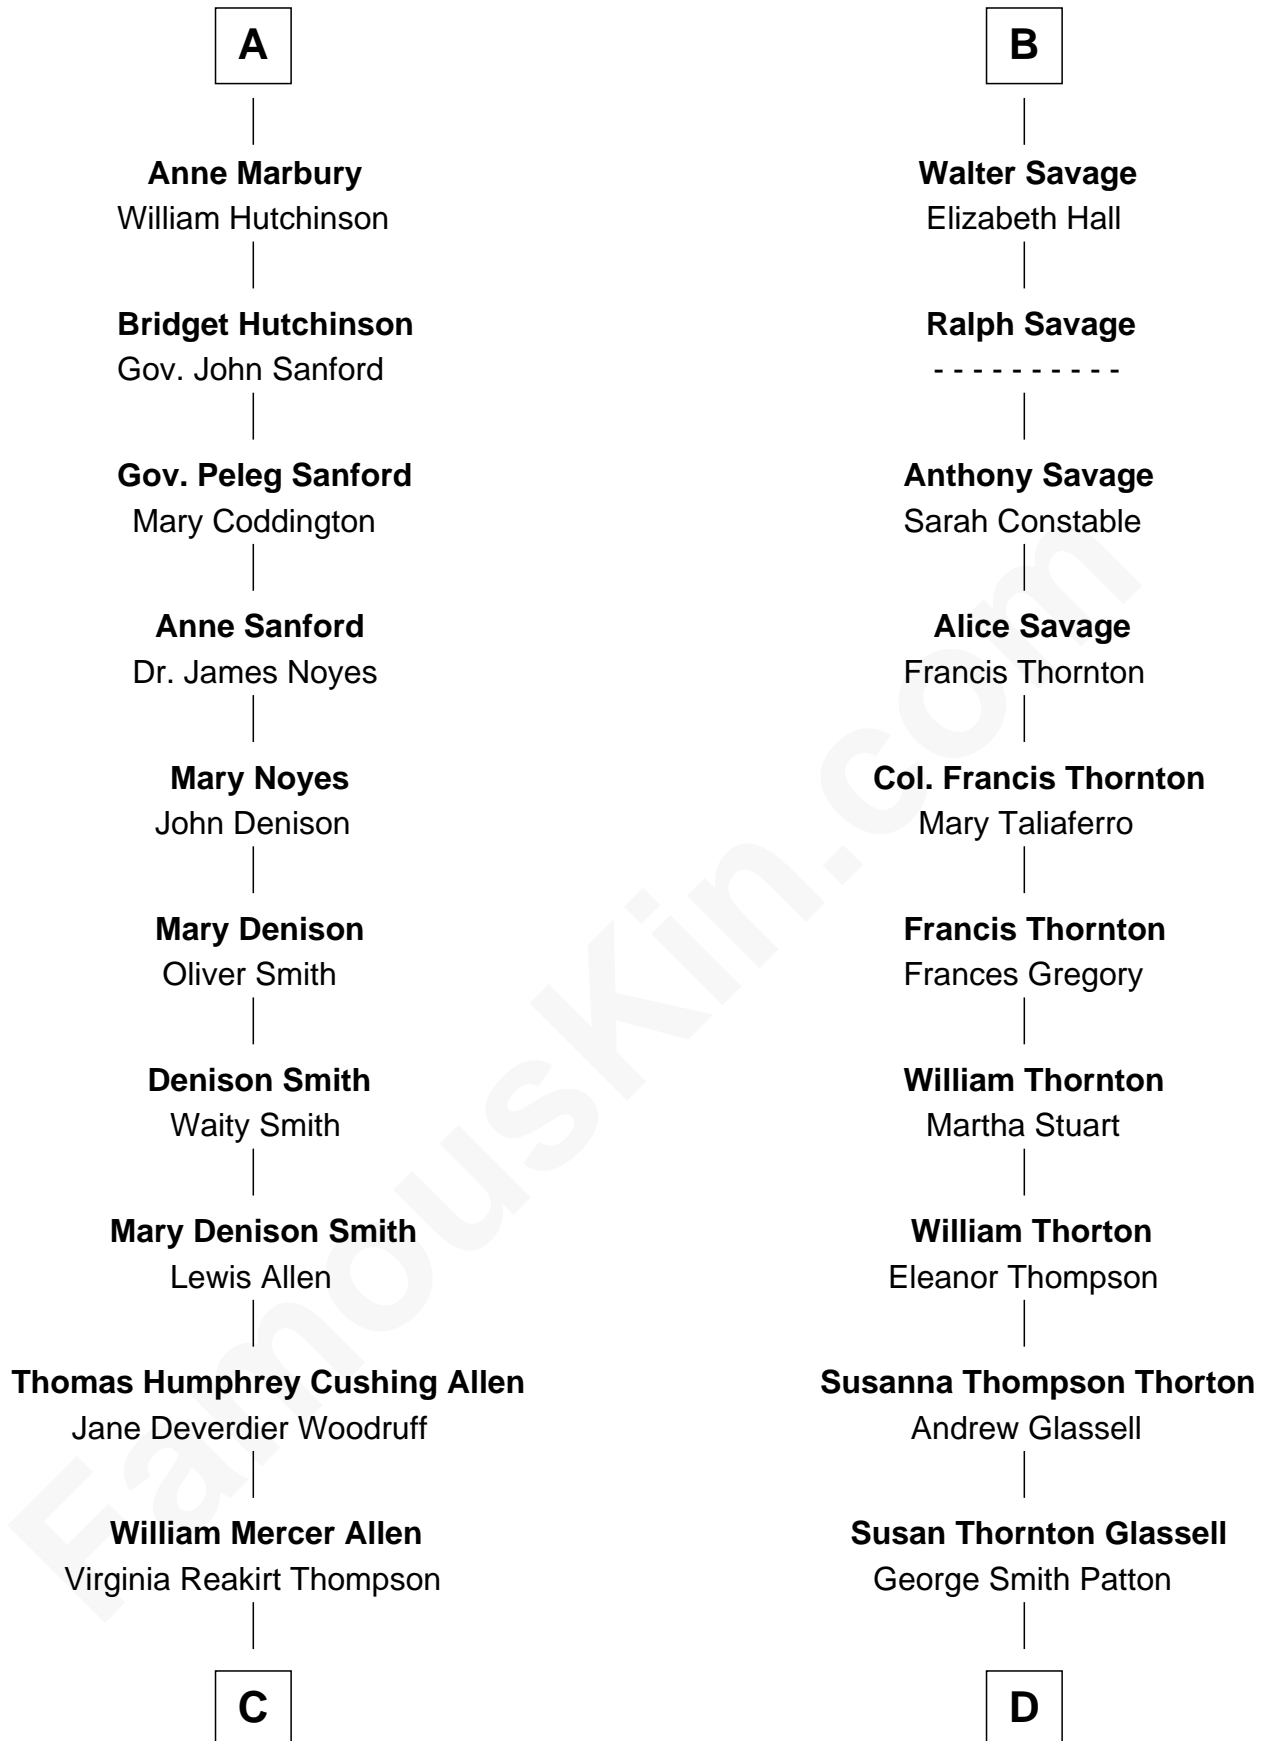 A
Anne Marbury
William Hutchinson
Bridget Hutchinson
Gov. John Sanford
Gov. Peleg Sanford
Mary Coddington
Anne Sanford
Dr. James Noyes
Mary Noyes
John Denison
Mary Denison
Oliver Smith
Denison Smith
Waity Smith
Mary Denison Smith
Lewis Allen
Thomas Humphrey Cushing Allen
Jane Deverdier Woodruff
William Mercer Allen
Virginia Reakirt Thompson
C
B
Walter Savage
Elizabeth Hall
Ralph Savage
- - - - - - - - - -
Anthony Savage
Sarah Constable
Alice Savage
Francis Thornton
Col. Francis Thornton
Mary Taliaferro
Francis Thornton
Frances Gregory
William Thornton
Martha Stuart
William Thorton
Eleanor Thompson
Susanna Thompson Thorton
Andrew Glassell
Susan Thornton Glassell
George Smith Patton
D
FamousKin.com